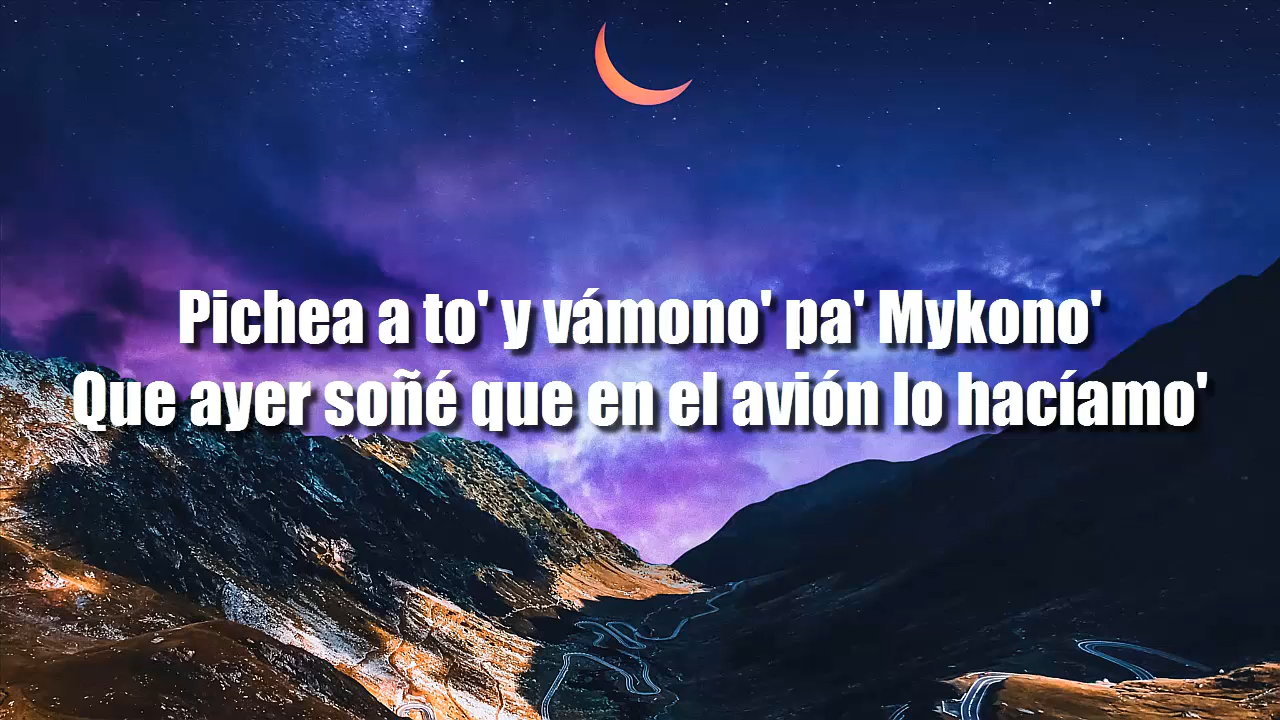 Pichea a to' y vámono' pa' Mykono'
Que ayer soñé que en el avión lo hacíamo'